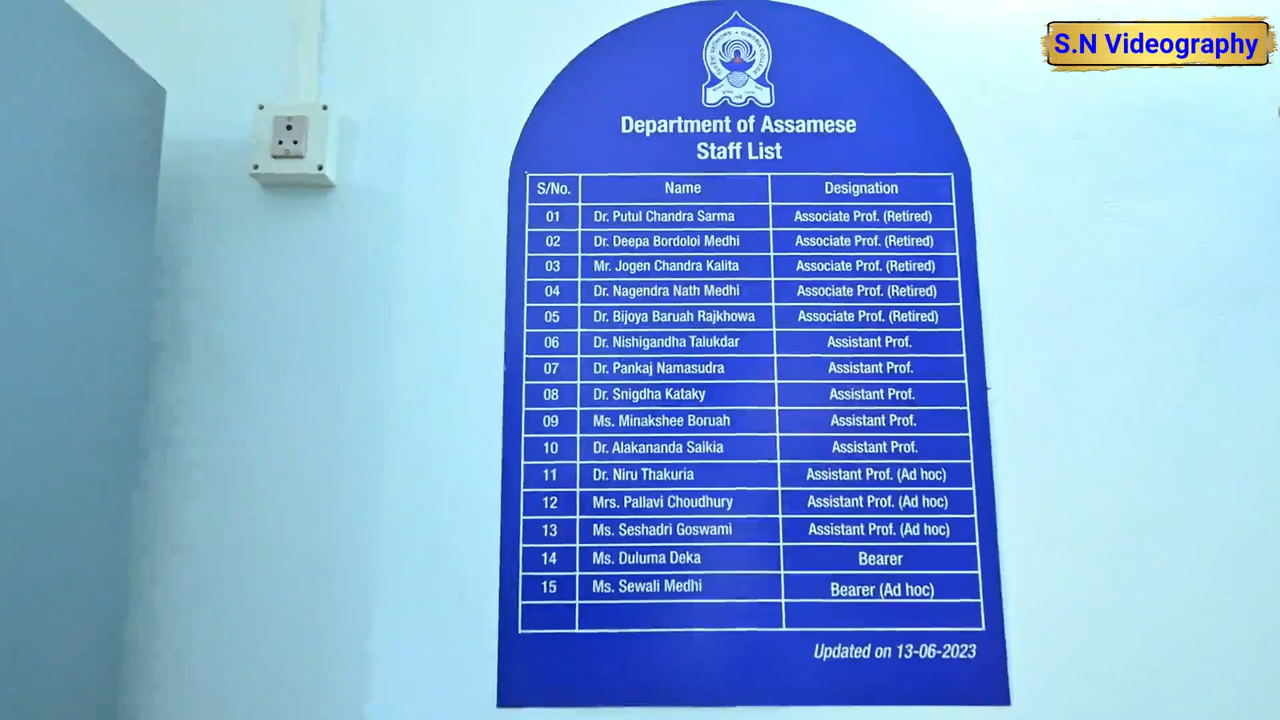 S.N Videography
DIMORIA COLLEGE
Department of Assamese
Staff List
S/No. Name Designation
01 Dr. Putul Chandra Sarma Associate Prof. (Retired)
02 Dr. Deepa Bordoloi Medhi Associate Prof. (Retired)
03 Mr. Jogen Chandra Kalita Associate Prof. (Retired)
04 Dr. Nagendra Nath Medhi Associate Prof. (Retired)
05 Dr. Bijoya Baruah Rajkhowa Associate Prof. (Retired)
06 Dr. Nishigandha Talukdar Assistant Prof.
07 Dr. Pankaj Namasudra Assistant Prof.
08 Dr. Snigdha Kataky Assistant Prof.
09 Ms. Minakshee Boruah Assistant Prof.
10 Dr. Alakananda Saikia Assistant Prof.
11 Dr. Niru Thakuria Assistant Prof. (Ad hoc)
12 Mrs. Pallavi Choudhury Assistant Prof. (Ad hoc)
13 Ms. Seshadri Goswami Assistant Prof. (Ad hoc)
14 Ms. Duluma Deka Bearer
15 Ms. Sewali Medhi Bearer (Ad hoc)
Updated on 13-06-2023